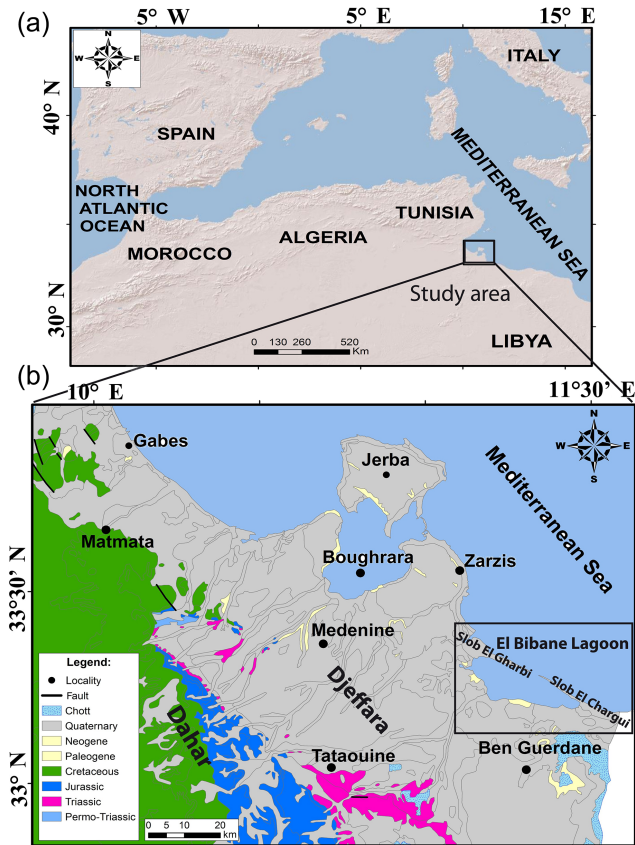 (a)
5° W
5° E
15° E
N
W
E
S
ITALY
40° N
SPAIN
MEDITERRANEAN SEA
NORTH
ATLANTIC
OCEAN
TUNISIA
ALGERIA
MOROCCO
Study area
30° N
LIBYA
0 130 260 520
Km
(b)
10° E
11°30' E
N
W
E
S
Gabes
Jerba
Mediterranean Sea
Matmata
Boughrara
Zarzis
33°30' N
Medenine
Slob El Gharbi
El Bibane Lagoon
Slob El Chargui
Djeffara
Dahar
Tataouine
Ben Guerdane
33° N
Legend:
Locality
Fault
Chott
Quaternary
Neogene
Paleogene
Cretaceous
Jurassic
Triassic
Permo-Triassic
0 5 10 20
km